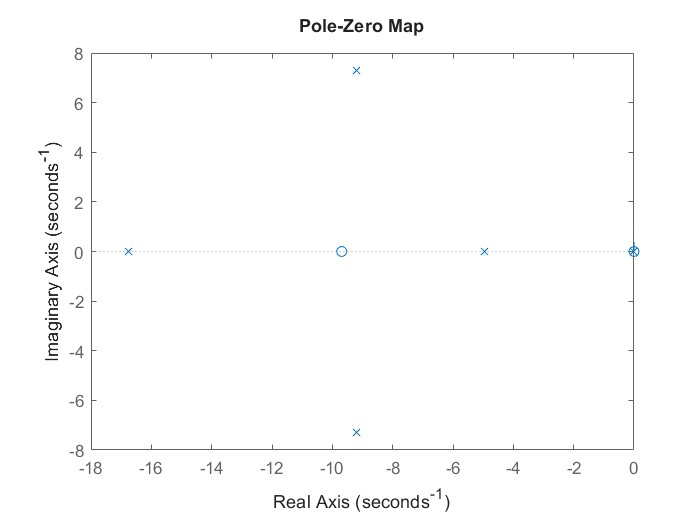 Pole-Zero Map
8
6
4
2
0
-2
-4
-6
-8
Imaginary Axis (seconds⁻¹)
-18 -16 -14 -12 -10 -8 -6 -4 -2 0
Real Axis (seconds⁻¹)